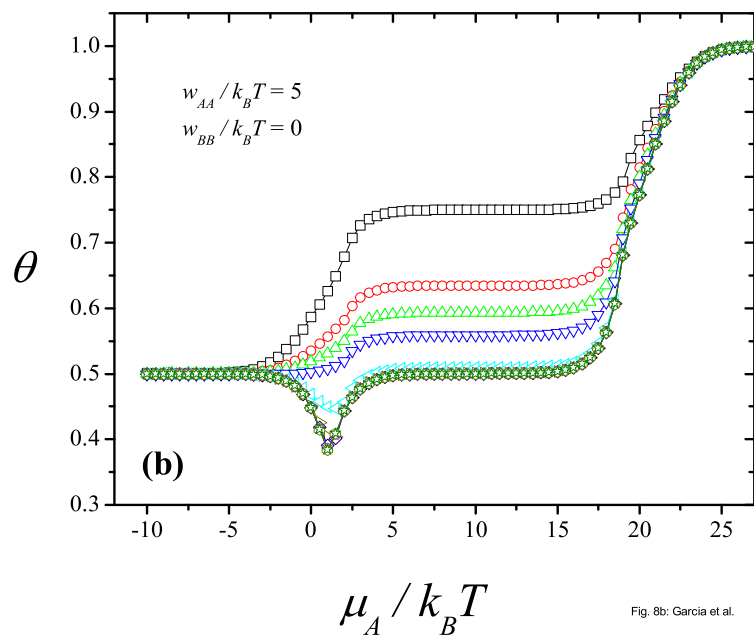 1.0
0.9
0.8
0.7
0.6
0.5
0.4
0.3
θ
w_AA / k_B T = 5
w_BB / k_B T = 0
(b)
-10 -5 0 5 10 15 20 25
μ_A / k_B T
Fig. 8b: Garcia et al.